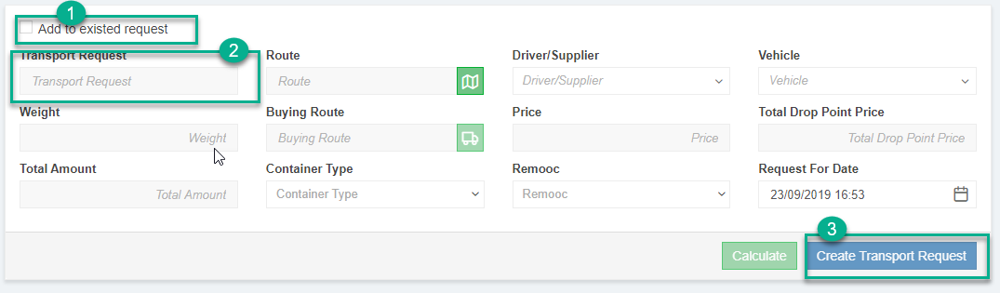 1
Add to existed request
2
Transport Request Route Driver/Supplier Vehicle
Transport Request Route Driver/Supplier Vehicle
Weight Buying Route Price Total Drop Point Price
Weight Buying Route Price Total Drop Point Price
Total Amount Container Type Remooc Request For Date
Total Amount Container Type Remooc 23/09/2019 16:53
3
Calculate Create Transport Request